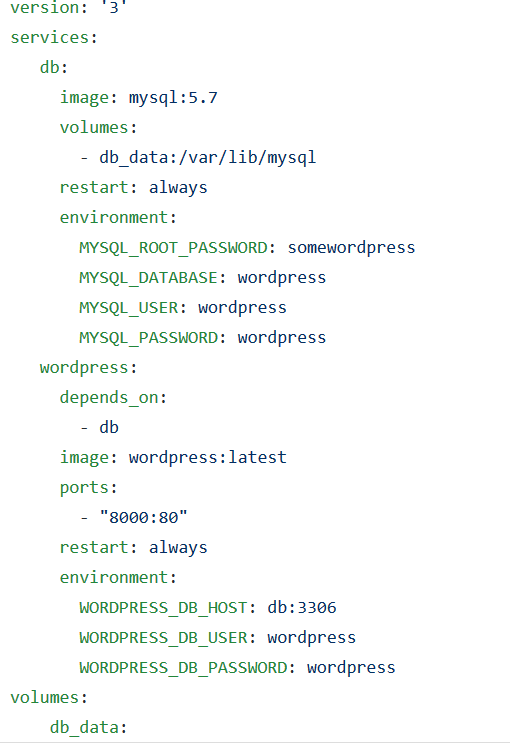 version: '3'
services:
db:
image: mysql:5.7
volumes:
- db_data:/var/lib/mysql
restart: always
environment:
MYSQL_ROOT_PASSWORD: somewordpress
MYSQL_DATABASE: wordpress
MYSQL_USER: wordpress
MYSQL_PASSWORD: wordpress
wordpress:
depends_on:
- db
image: wordpress:latest
ports:
- "8000:80"
restart: always
environment:
WORDPRESS_DB_HOST: db:3306
WORDPRESS_DB_USER: wordpress
WORDPRESS_DB_PASSWORD: wordpress
volumes:
db_data: